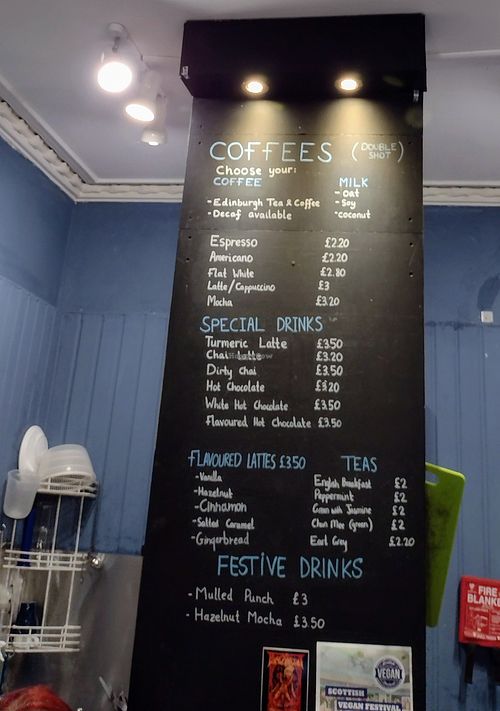 COFFEES (DOUBLE SHOT)
Choose your:
COFFEE
- Edinburgh Tea & Coffee
- Decaf available
MILK
- Oat
- Soy
- coconut
Espresso £2.20
Americano £2.20
Flat White £2.80
Latte/Cappuccino £3
Mocha £3.20
SPECIAL DRINKS
Turmeric Latte £3.50
Chai Latte £3.20
Dirty Chai £3.50
Hot Chocolate £3.20
White Hot Chocolate £3.50
Flavoured Hot Chocolate £3.50
FLAVOURED LATTES £3.50
- Vanilla
- Hazelnut
- Cinnamon
- Salted Caramel
- Gingerbread
TEAS
English Breakfast £2
Peppermint £2
Green with Jasmine £2
Chun Mee (green) £2
Earl Grey £2.20
FESTIVE DRINKS
- Mulled Punch £3
- Hazelnut Mocha £3.50
VEGAN
SCOTTISH
VEGAN FESTIVAL
FIRE
BLANKE